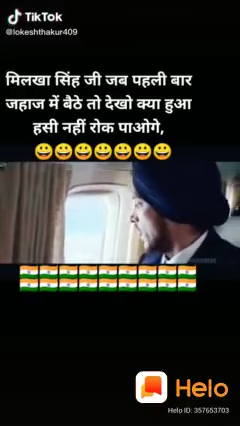 TikTok
@lokeshthakur409
मिलखा सिंह जी जब पहली बार
जहाज में बैठे तो देखो क्या हुआ
हसी नहीं रोक पाओगे,
Helo
Helo ID: 357653703